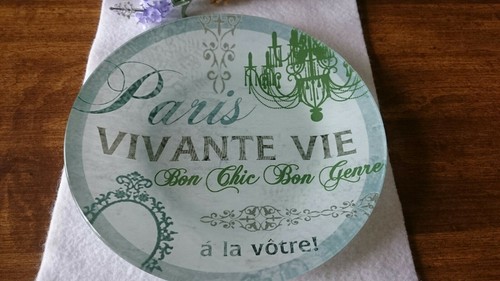 Paris
VIVANTE VIE
Bon Chic Bon Genre
á la vôtre!